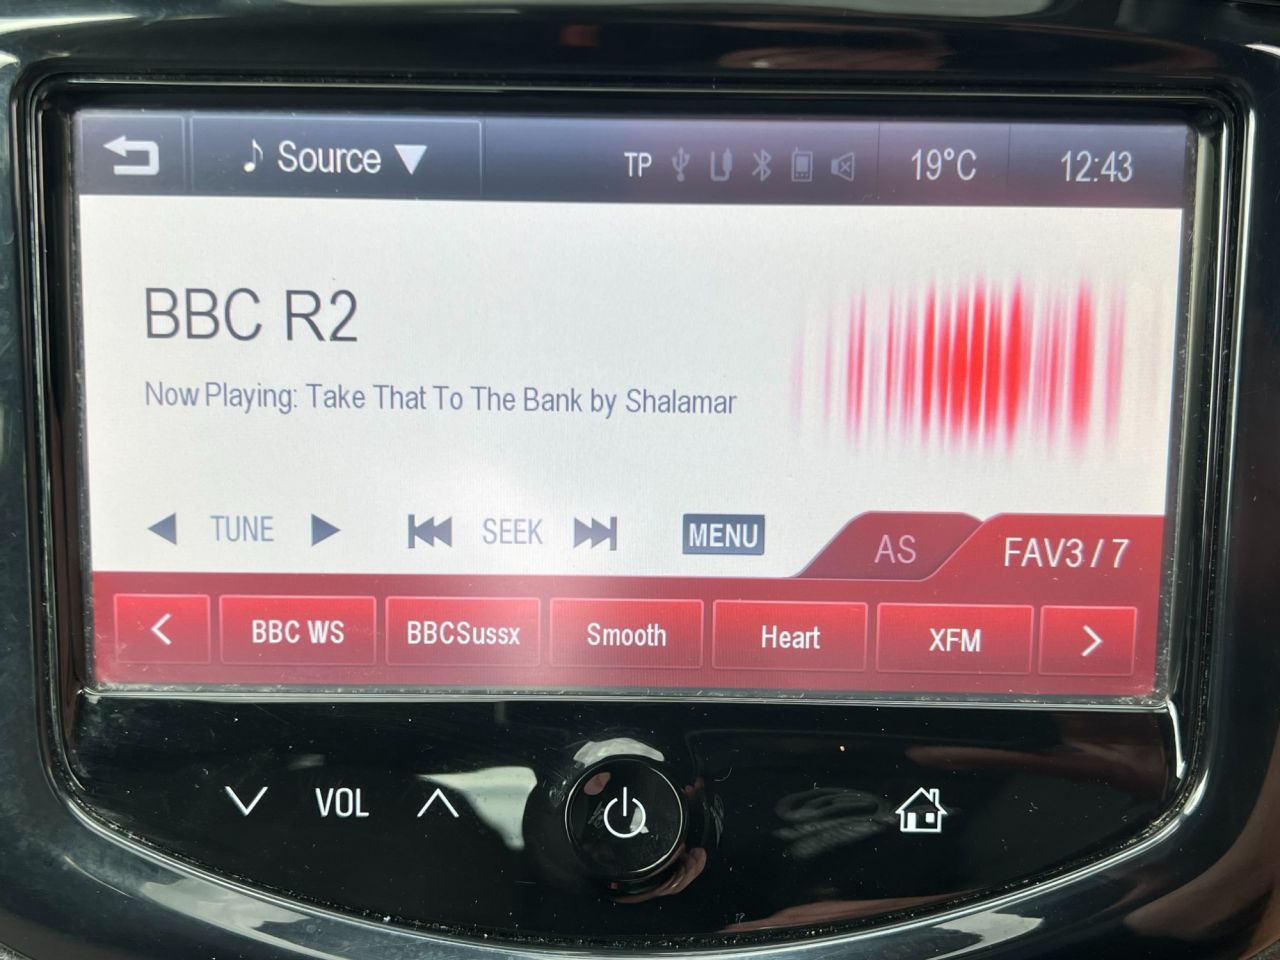 Source TP 19°C 12:43
BBC R2
Now Playing: Take That To The Bank by Shalamar
TUNE SEEK MENU AS FAV3 / 7
BBC WS BBCSussx Smooth Heart XFM
VOL